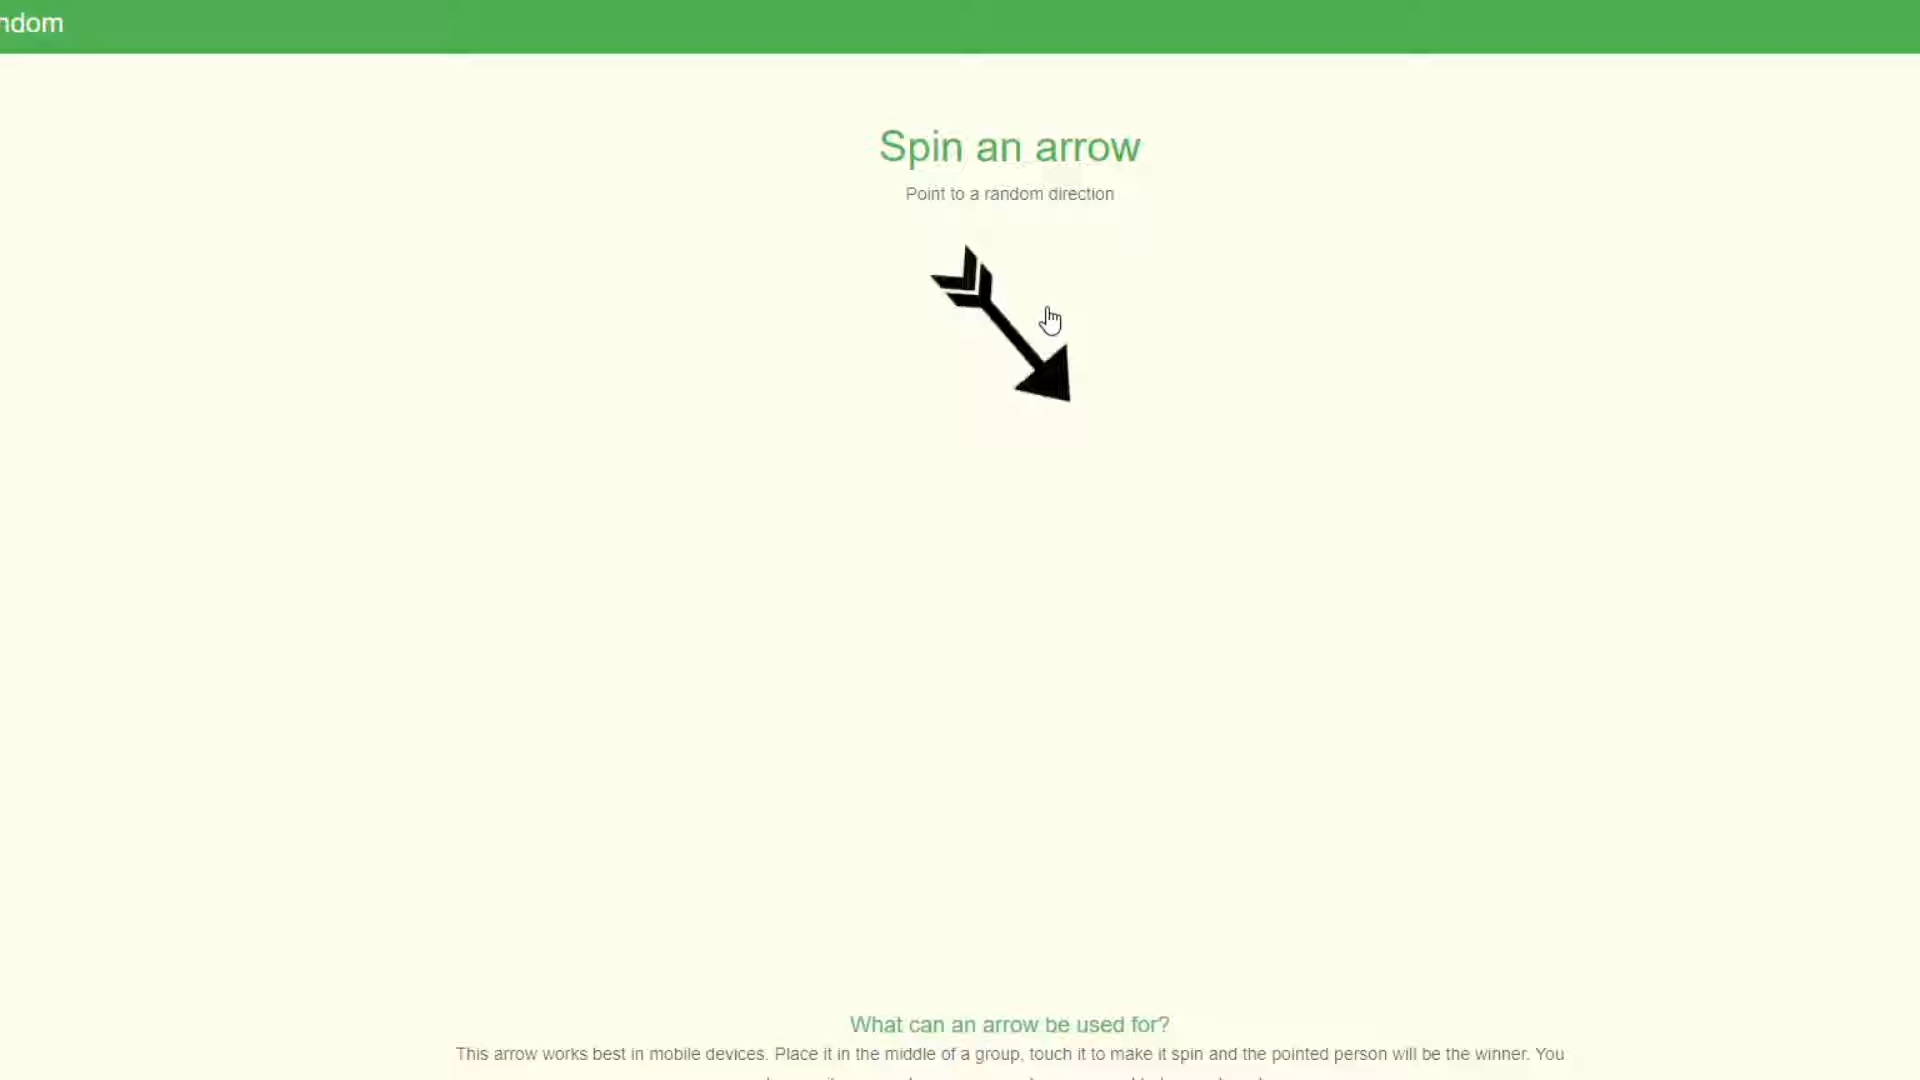 ndom
Spin an arrow
Point to a random direction
What can an arrow be used for?
This arrow works best in mobile devices. Place it in the middle of a group, touch it to make it spin and the pointed person will be the winner. You